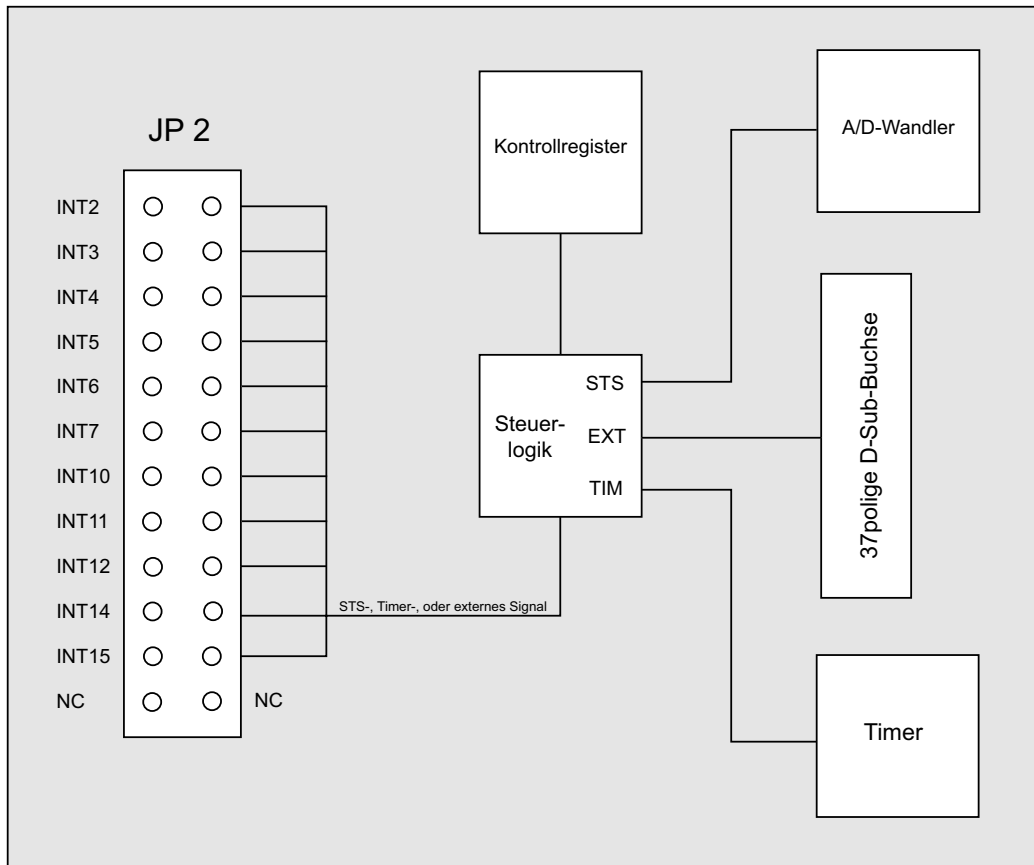 JP 2
INT2
INT3
INT4
INT5
INT6
INT7
INT10
INT11
INT12
INT14
INT15
NC
NC
Kontrollregister
Steuer-
logik
STS
EXT
TIM
STS-, Timer-, oder externes Signal
A/D-Wandler
37polige D-Sub-Buchse
Timer